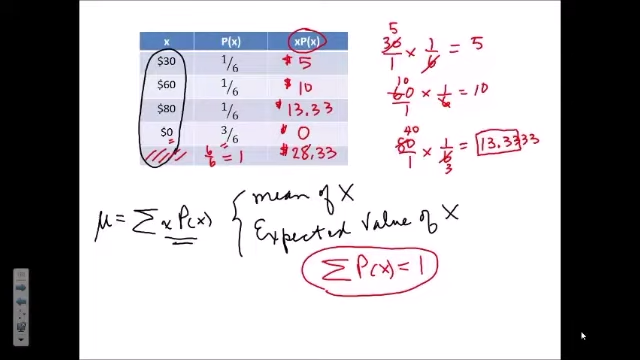 x P(x) xP(x)
$30 1/6 $ 5
$60 1/6 $ 10
$80 1/6 $ 13.33
$0 3/6 $ 0
6/6 = 1 $28.33
5
30/1 × 1/6 = 5
10
60/1 × 1/6 = 10
40
80/1 × 1/6 = 13.3333
3
μ = Σ x P(x) { mean of X
Expected Value of X
Σ P(x) = 1